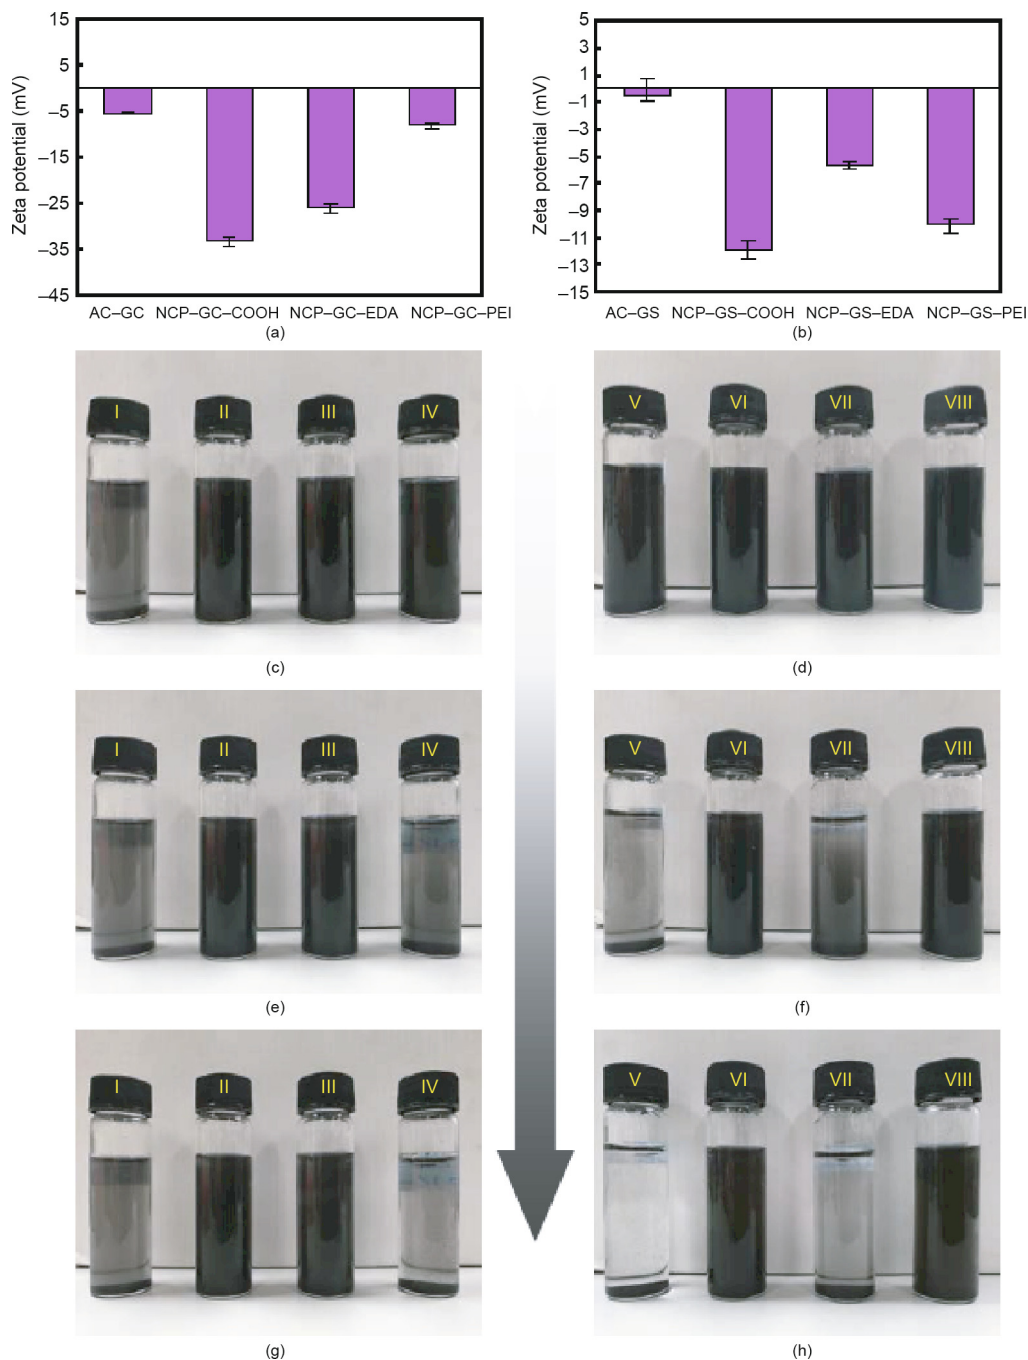 15
5
–5
–15
–25
–35
–45
Zeta potential (mV)
AC–GC NCP–GC–COOH NCP–GC–EDA NCP–GC–PEI
(a)
5
3
1
–1
–3
–5
–7
–9
–11
–13
–15
Zeta potential (mV)
AC–GS NCP–GS–COOH NCP–GS–EDA NCP–GS–PEI
(b)
I II III IV
(c)
V VI VII VIII
(d)
I II III IV
(e)
V VI VII VIII
(f)
I II III IV
(g)
V VI VII VIII
(h)